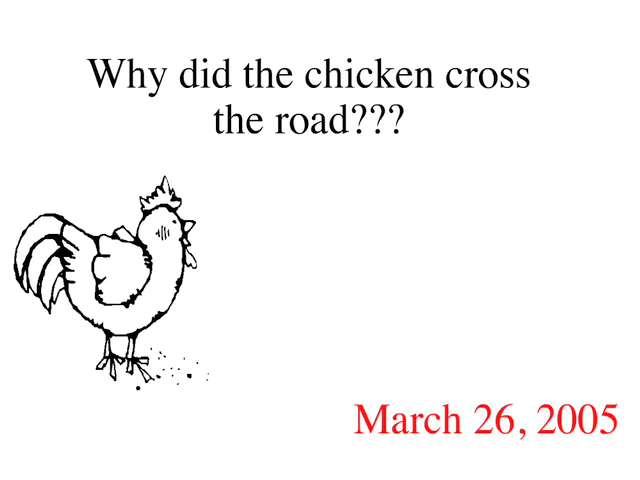 Why did the chicken cross
the road???
March 26, 2005